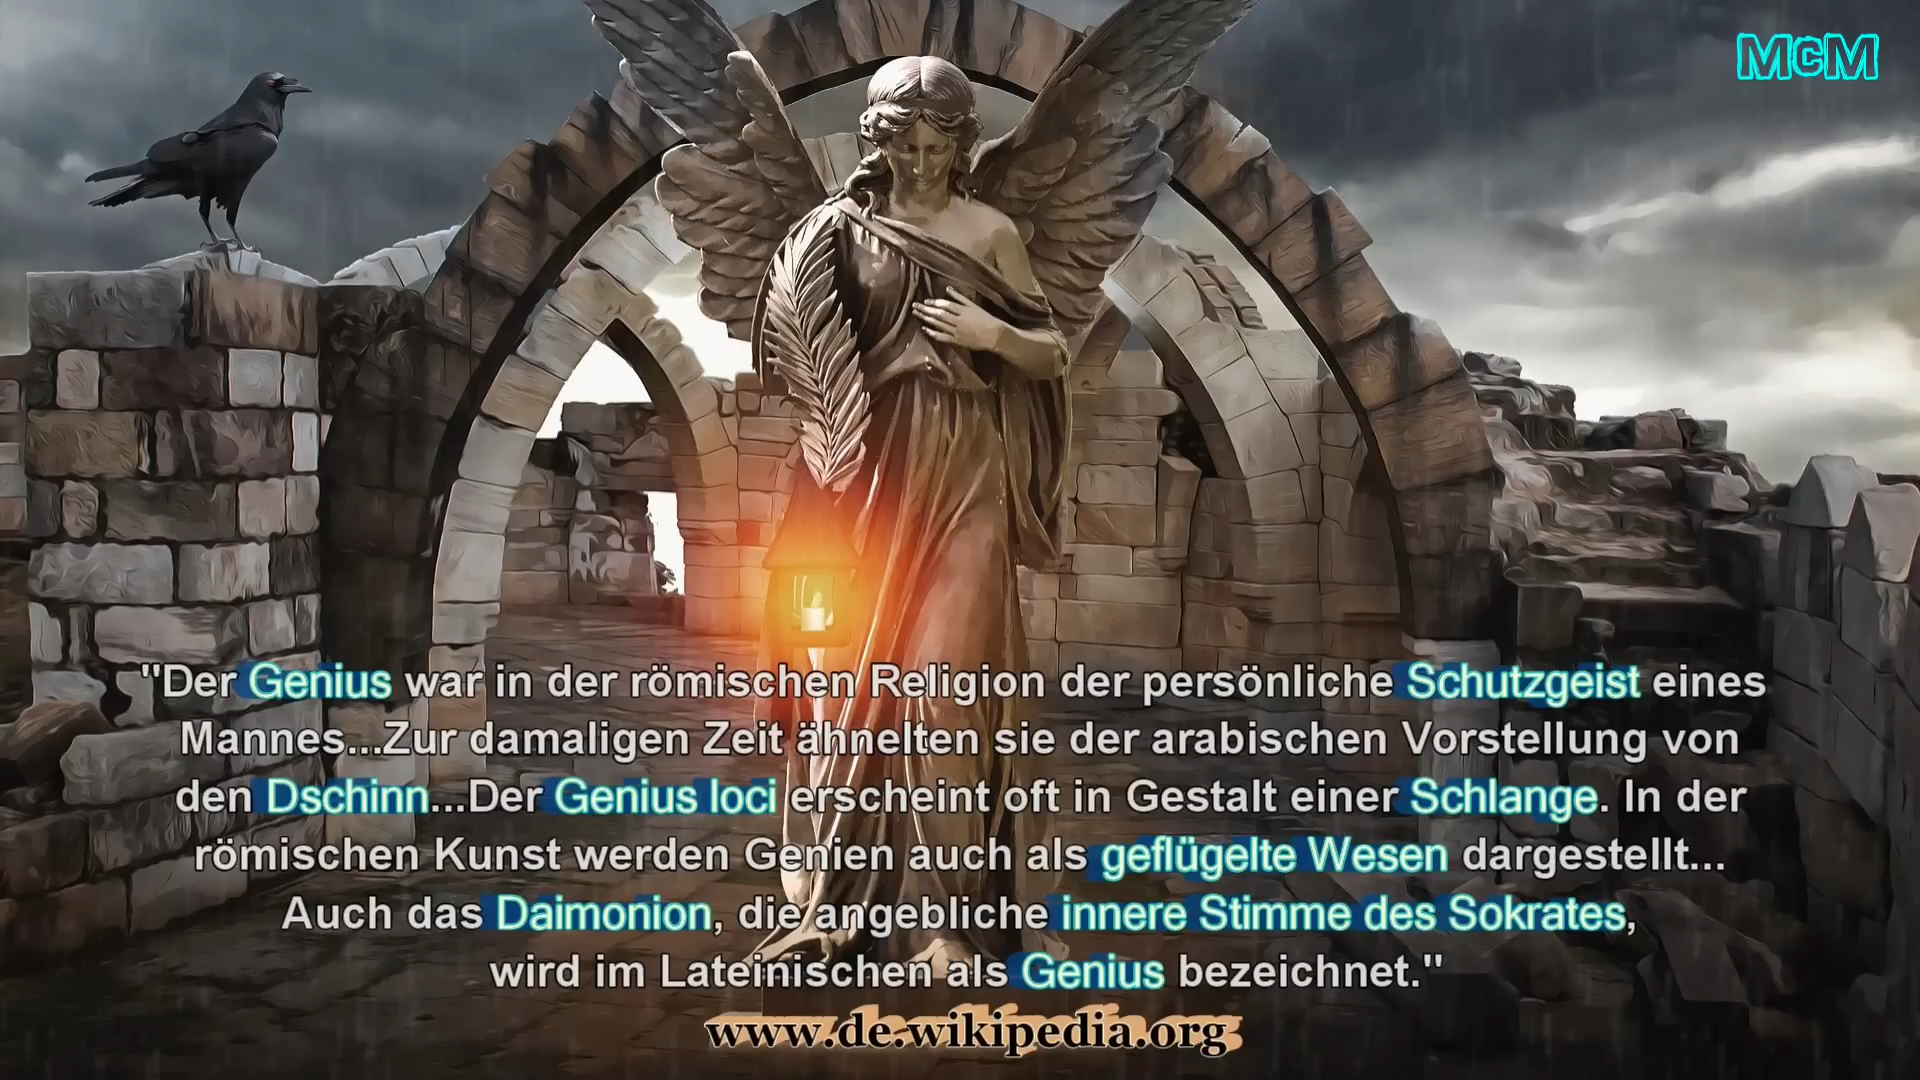 McM
"Der Genius war in der römischen Religion der persönliche Schutzgeist eines
Mannes...Zur damaligen Zeit ähnelten sie der arabischen Vorstellung von
den Dschinn...Der Genius loci erscheint oft in Gestalt einer Schlange. In der
römischen Kunst werden Genien auch als geflügelte Wesen dargestellt...
Auch das Daimonion, die angebliche innere Stimme des Sokrates,
wird im Lateinischen als Genius bezeichnet."
www.de.wikipedia.org